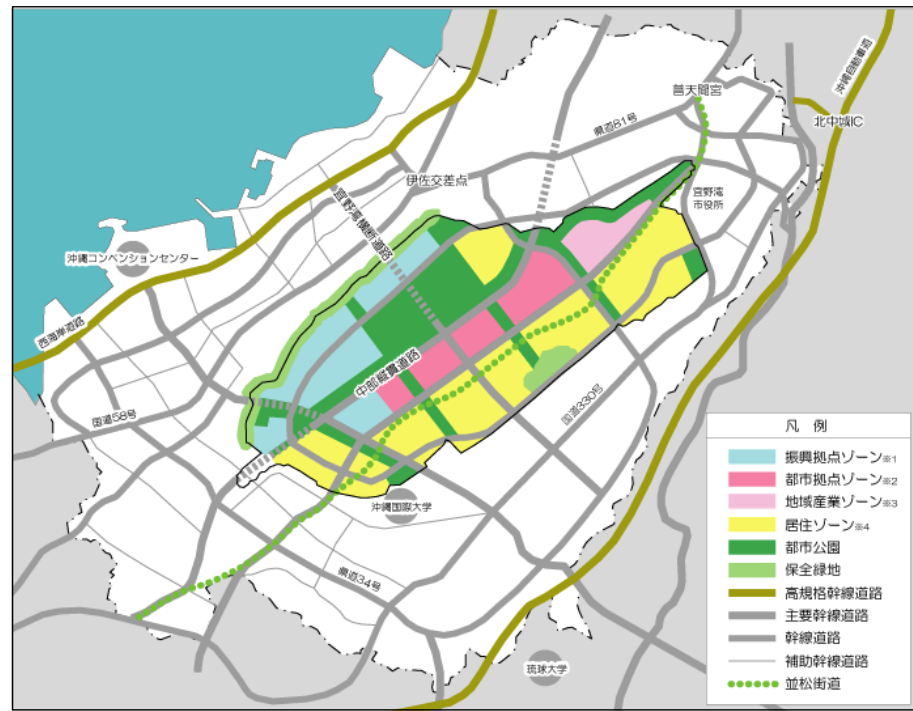 沖縄自動車道
普天間宮
北中城IC
県道81号
伊佐交差点
宜野湾
市役所
宜野湾横断道路
沖縄コンベンションセンター
西海岸道路
中部縦貫道路
国道58号
国道330号
沖縄国際大学
県道34号
琉球大学
凡 例
振興拠点ゾーン※1
都市拠点ゾーン※2
地域産業ゾーン※3
居住ゾーン※4
都市公園
保全緑地
高規格幹線道路
主要幹線道路
幹線道路
補助幹線道路
並松街道